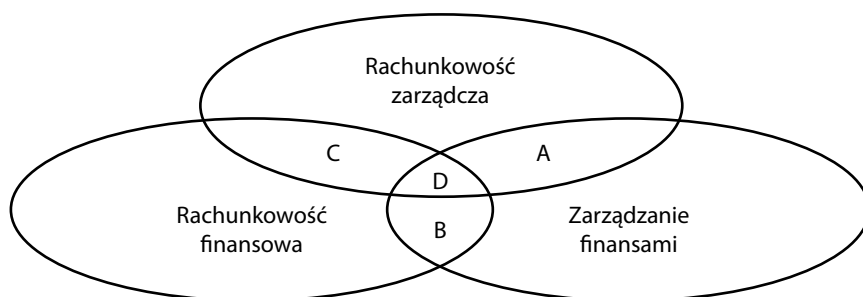 Rachunkowość
zarządcza
C
A
D
Rachunkowość
finansowa
B
Zarządzanie
finansami